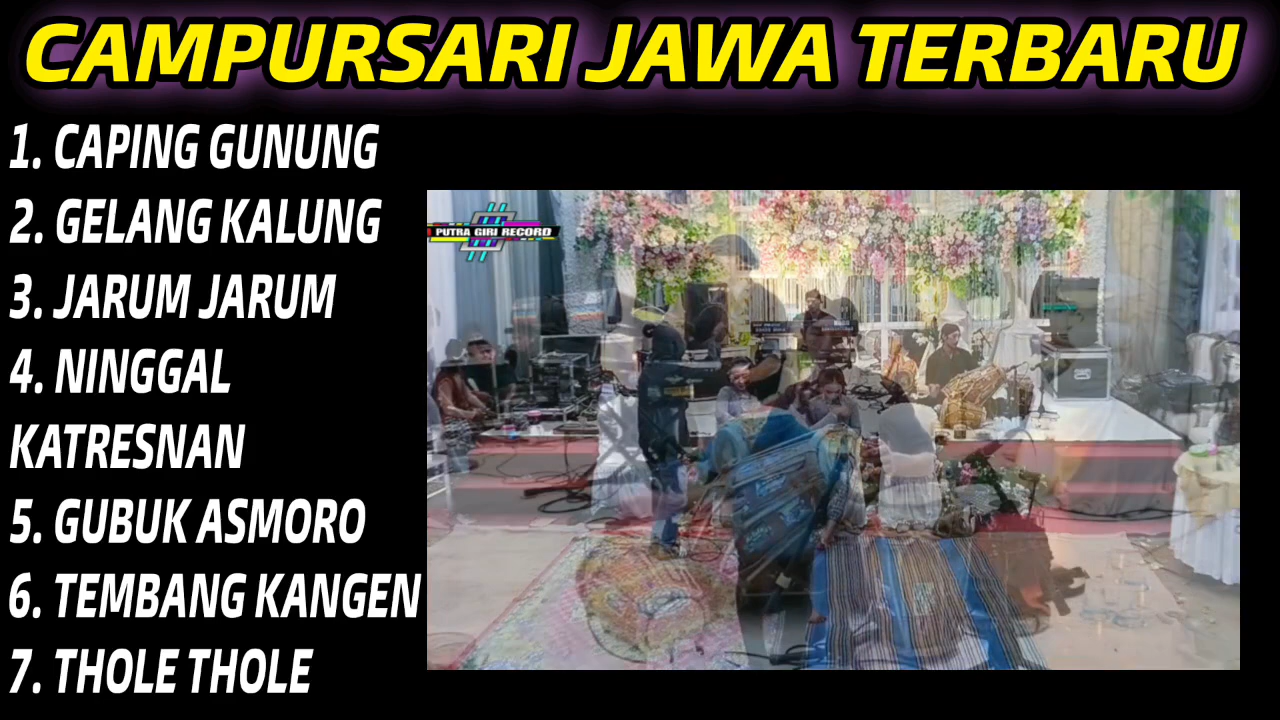 CAMPURSARI JAWA TERBARU
1. CAPING GUNUNG
2. GELANG KALUNG
3. JARUM JARUM
4. NINGGAL
KATRESNAN
5. GUBUK ASMORO
6. TEMBANG KANGEN
7. THOLE THOLE
PUTRA GIRI RECORD